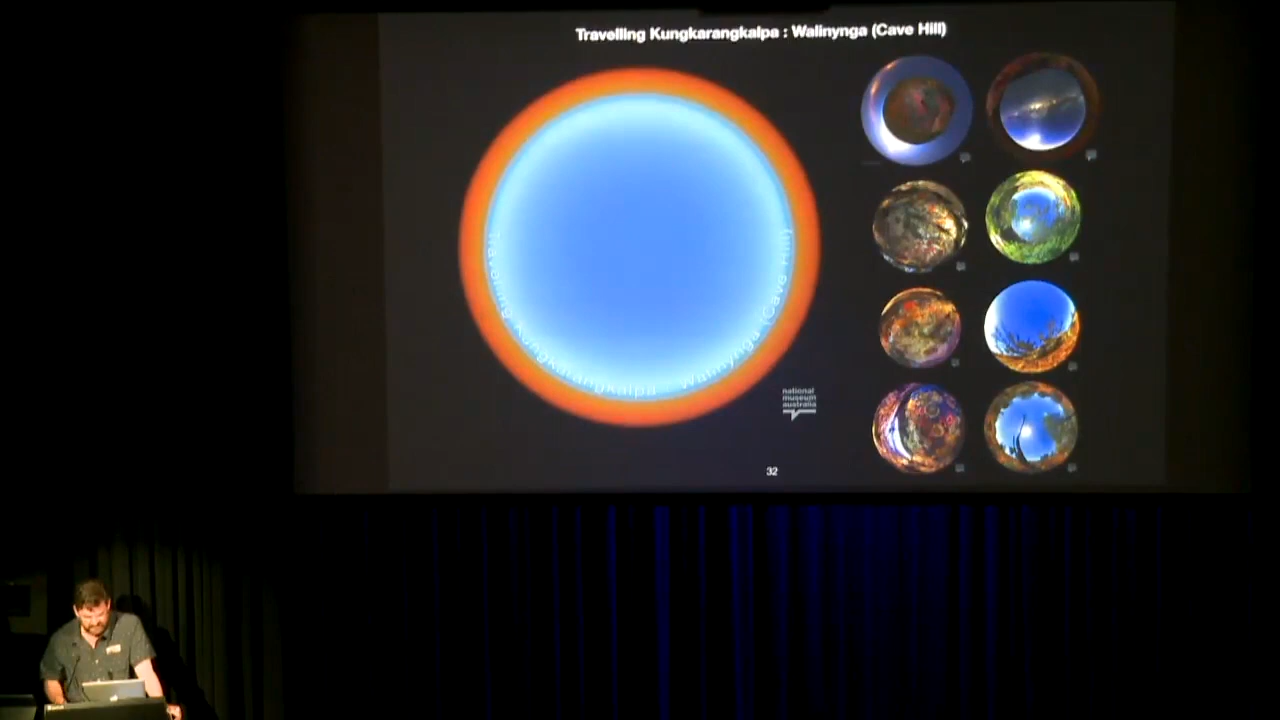 Travelling Kungkarangkalpa : Walinynga (Cave Hill)
Travelling Kungkarangkalpa Walinynga (Cave Hill)
national
museum
australia
32